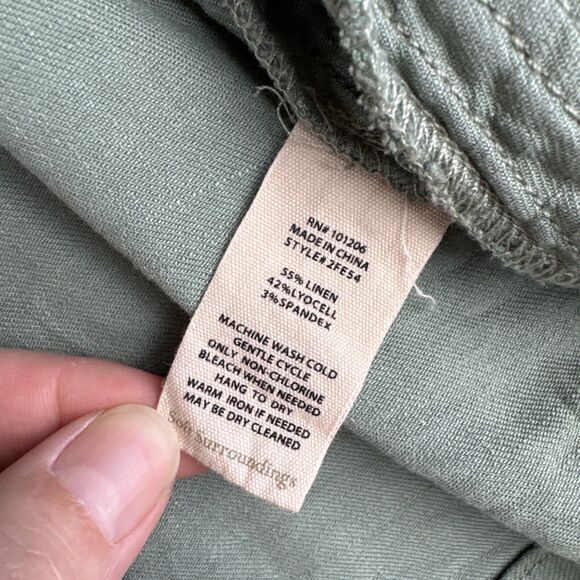 RN# 101206
MADE IN CHINA
STYLE# 2FE54
55% LINEN
42%LYOCELL
3%SPANDEX
MACHINE WASH COLD
GENTLE CYCLE
ONLY NON-CHLORINE
BLEACH WHEN NEEDED
HANG TO DRY
WARM IRON IF NEEDED
MAY BE DRY CLEANED
Soft Surroundings